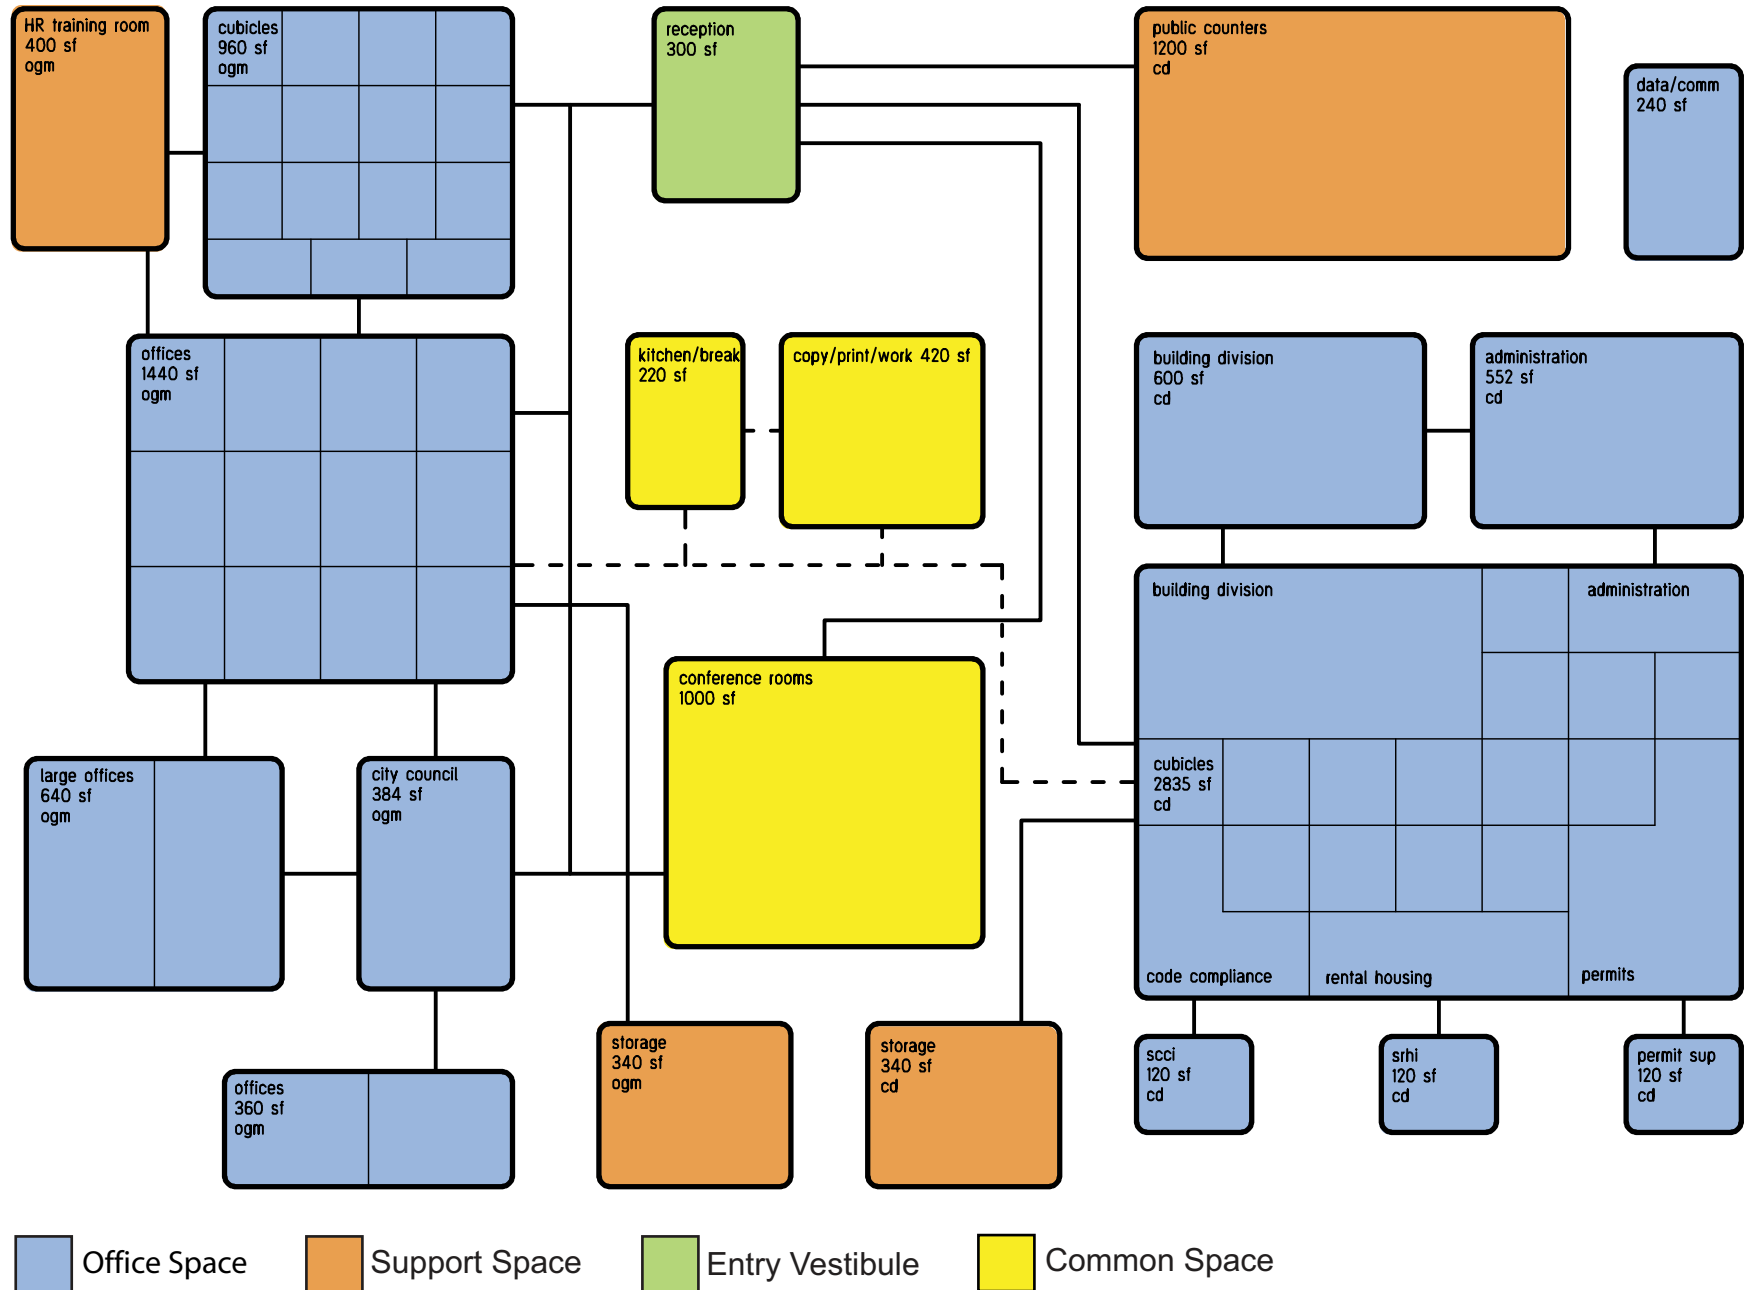 HR training room
400 sf
ogm
cubicles
960 sf
ogm
reception
300 sf
public counters
1200 sf
cd
data/comm
240 sf
offices
1440 sf
ogm
kitchen/break
220 sf
copy/print/work 420 sf
building division
600 sf
cd
administration
552 sf
cd
building division
administration
cubicles
2835 sf
cd
code compliance
rental housing
permits
large offices
640 sf
ogm
city council
384 sf
ogm
conference rooms
1000 sf
offices
360 sf
ogm
storage
340 sf
ogm
storage
340 sf
cd
scci
120 sf
cd
srhi
120 sf
cd
permit sup
120 sf
cd
Office Space
Support Space
Entry Vestibule
Common Space